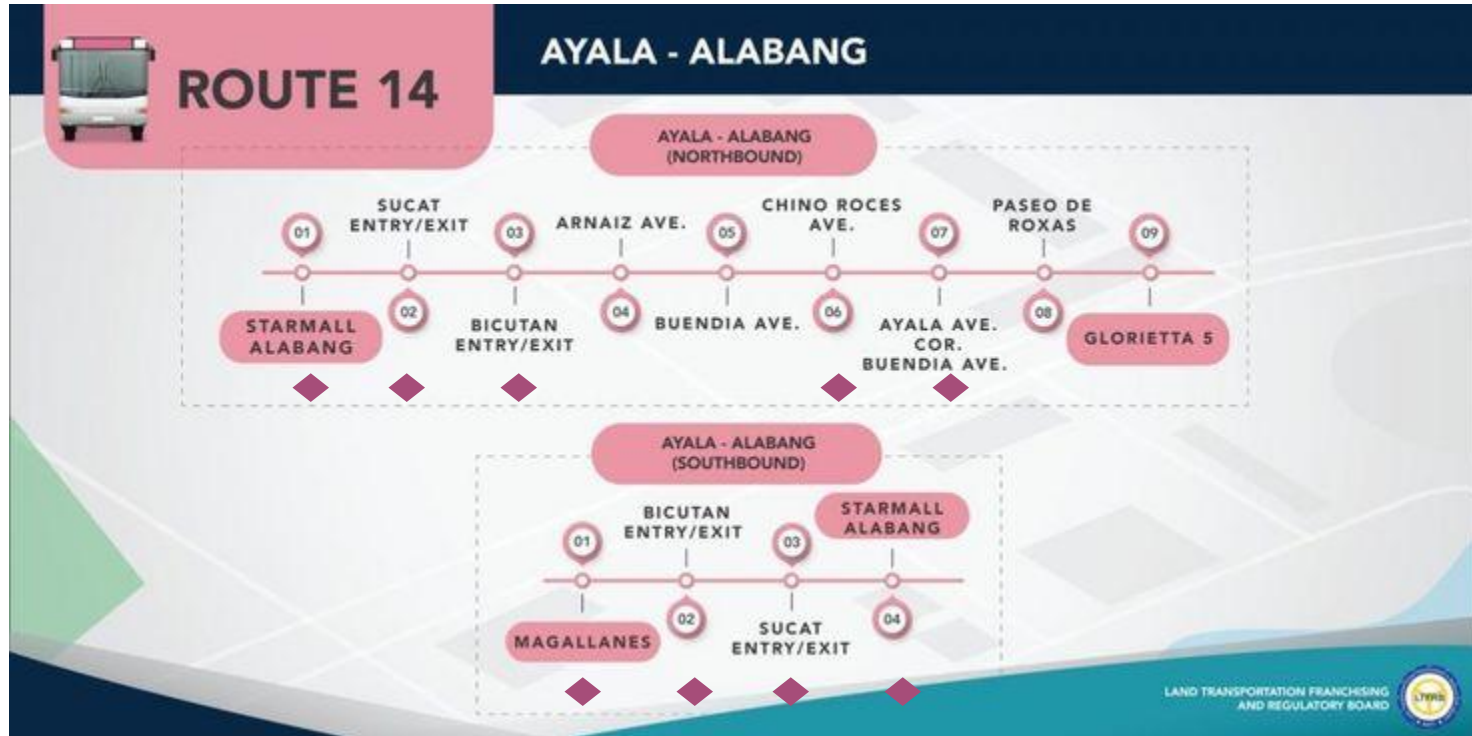 ROUTE 14
AYALA - ALABANG
AYALA - ALABANG
(NORTHBOUND)
01
STARMALL
ALABANG
SUCAT
ENTRY/EXIT
02
03
BICUTAN
ENTRY/EXIT
ARNAIZ AVE.
04
05
BUENDIA AVE.
CHINO ROCES
AVE.
06
07
AYALA AVE.
COR.
BUENDIA AVE.
PASEO DE
ROXAS
08
09
GLORIETTA 5
AYALA - ALABANG
(SOUTHBOUND)
01
MAGALLANES
BICUTAN
ENTRY/EXIT
02
03
SUCAT
ENTRY/EXIT
STARMALL
ALABANG
04
LAND TRANSPORTATION FRANCHISING
AND REGULATORY BOARD
LTFRB